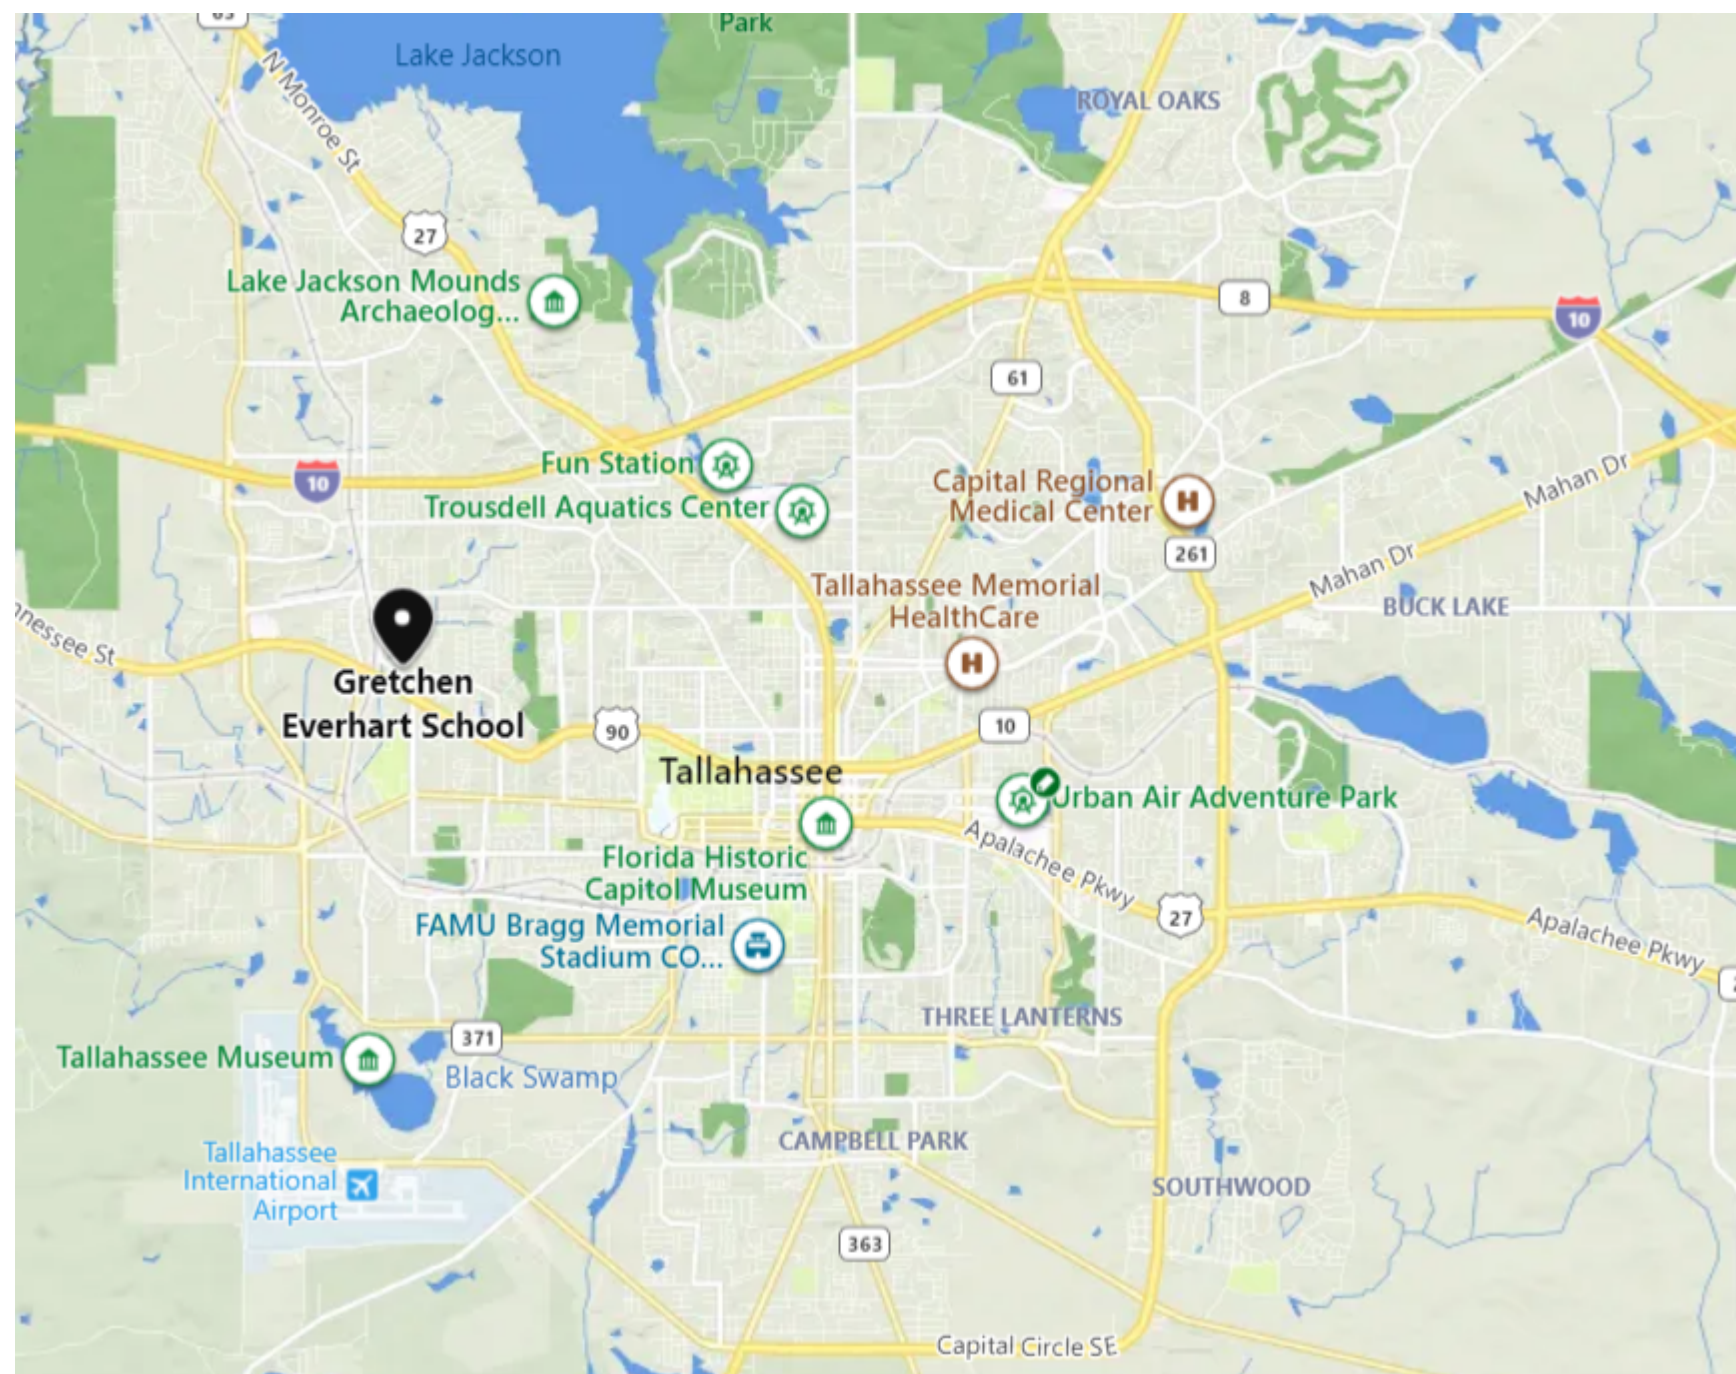 Park
Lake Jackson
N Monroe St
ROYAL OAKS
27
Lake Jackson Mounds
Archaeolog...
8
10
61
Fun Station
10
Trousdell Aquatics Center
Capital Regional
Medical Center
Mahan Dr
261
Mahan Dr
Tallahassee Memorial
HealthCare
BUCK LAKE
St
Gretchen
Everhart School
90
10
Tallahassee
Urban Air Adventure Park
Apalachee Pkwy
Florida Historic
Capitol Museum
27
Apalachee Pkwy
FAMU Bragg Memorial
Stadium CO...
THREE LANTERNS
371
Tallahassee Museum
Black Swamp
CAMPBELL PARK
Tallahassee
International
Airport
SOUTHWOOD
363
Capital Circle SE